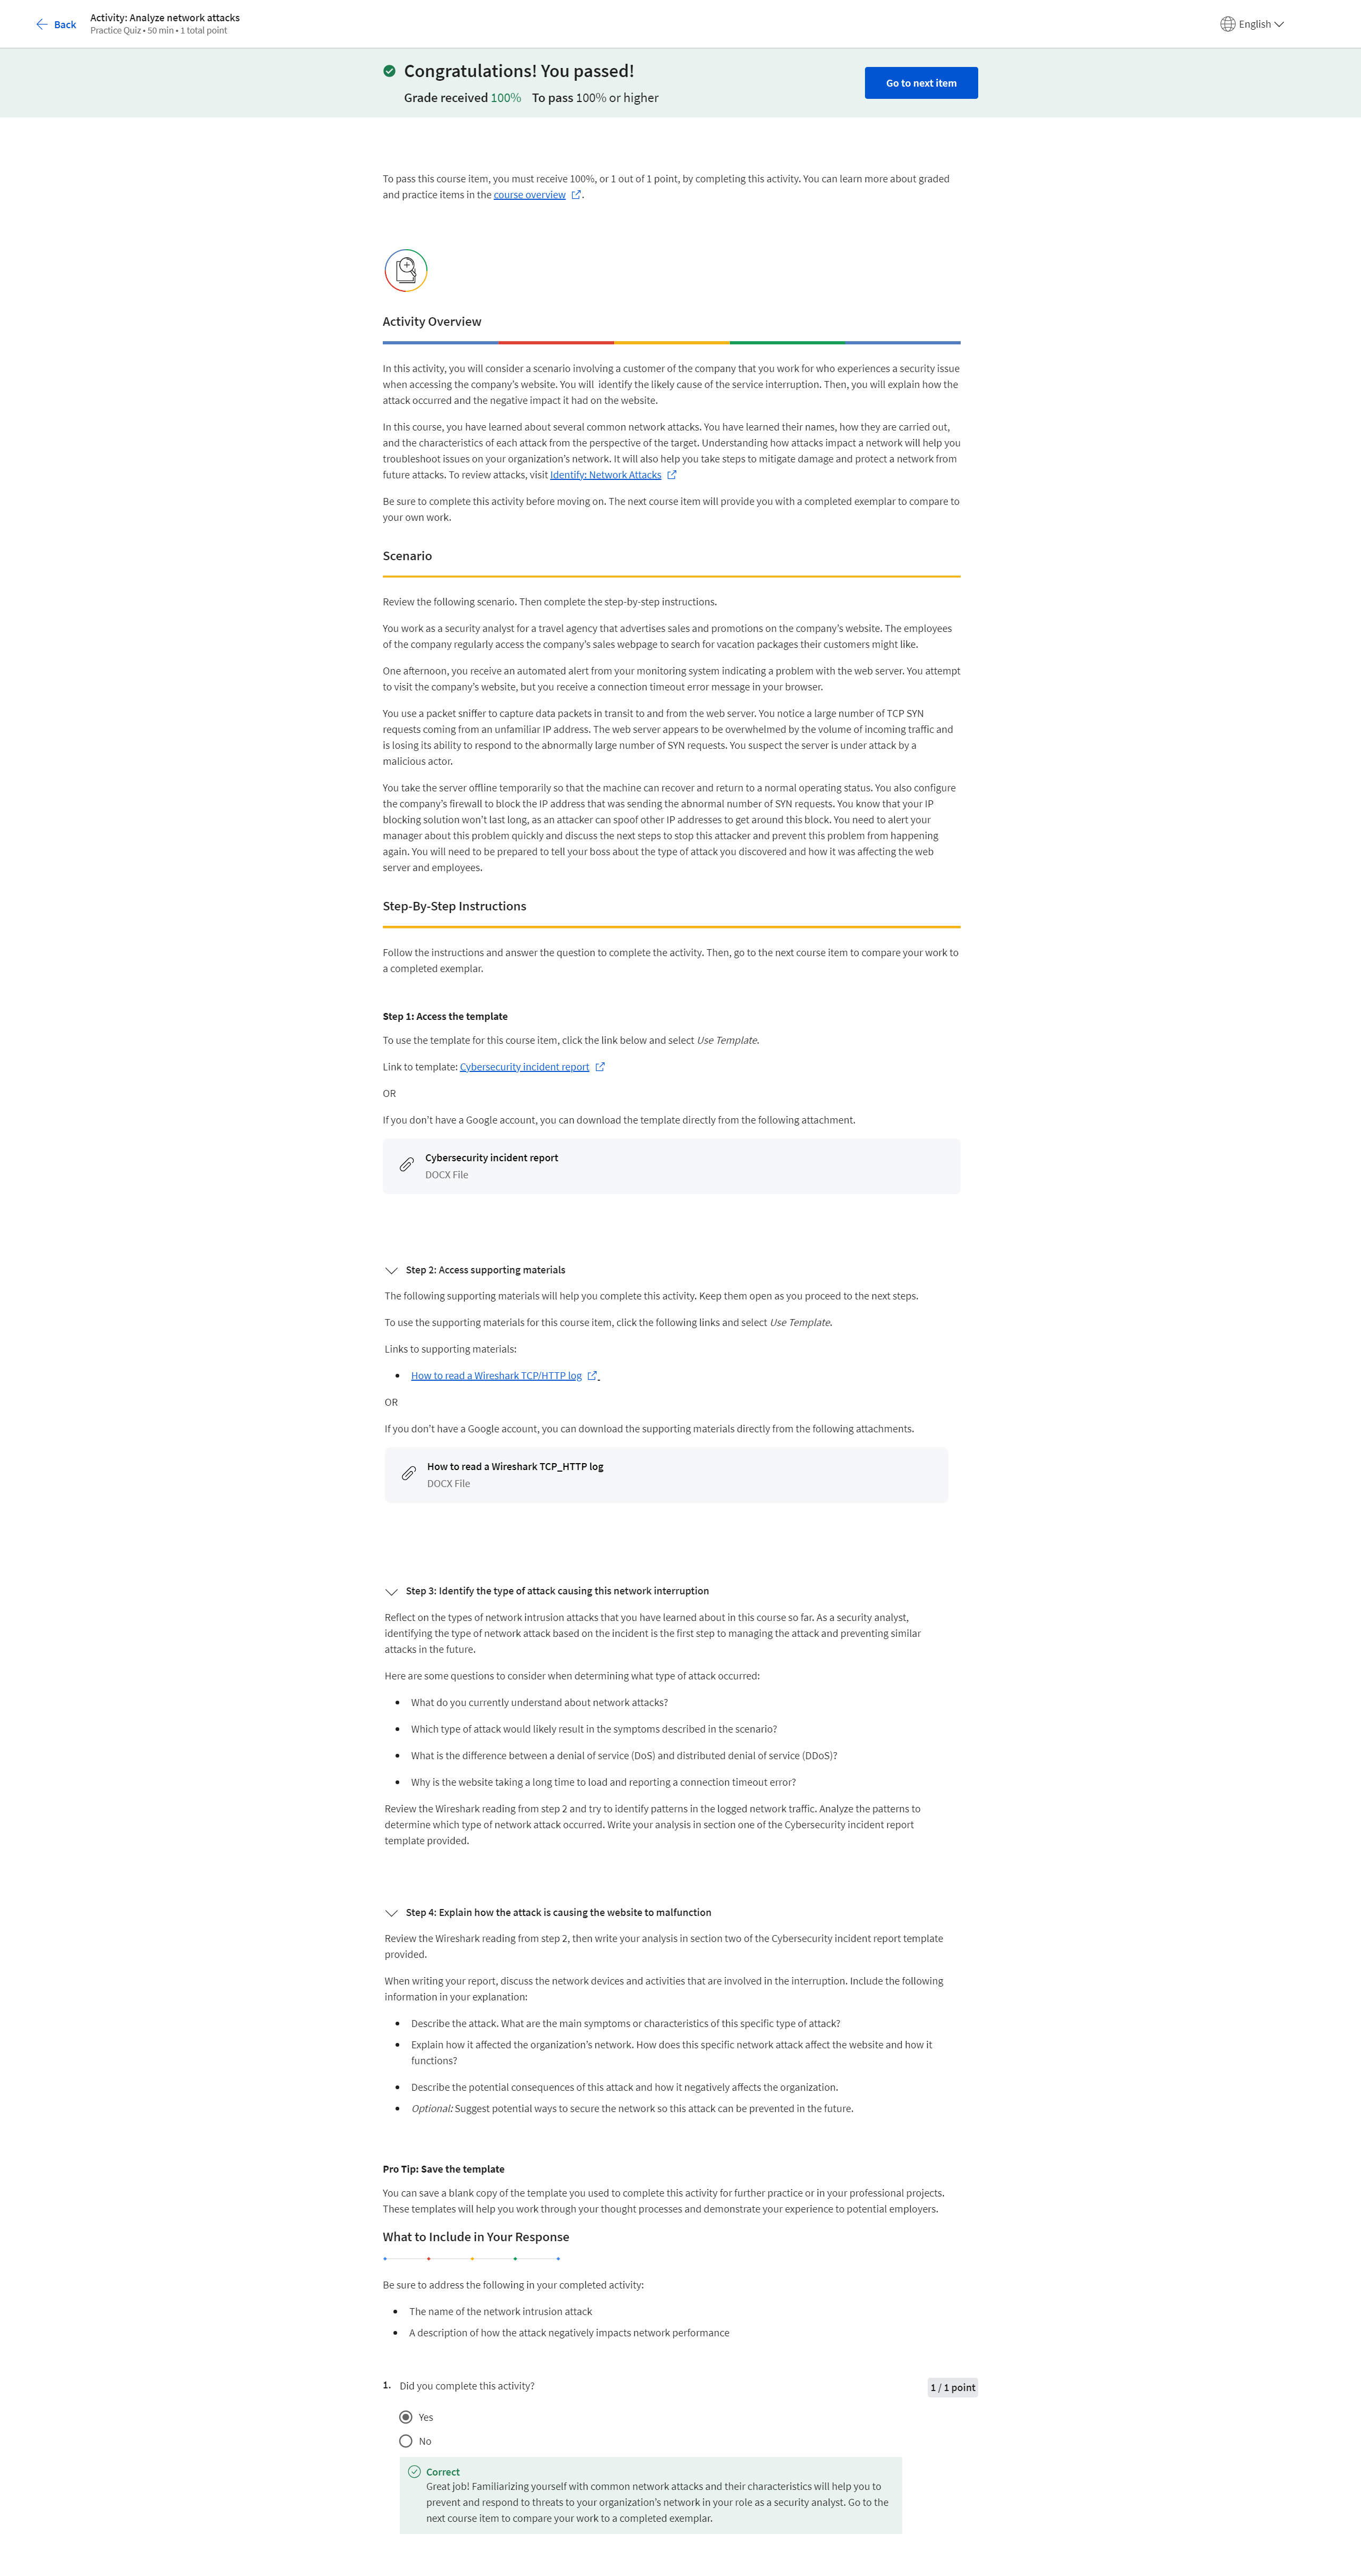 Back
Activity: Analyze network attacks
Practice Quiz • 50 min • 1 total point
English
Congratulations! You passed!
Grade received 100% To pass 100% or higher
Go to next item
To pass this course item, you must receive 100%, or 1 out of 1 point, by completing this activity. You can learn more about graded
and practice items in the course overview .
Activity Overview
In this activity, you will consider a scenario involving a customer of the company that you work for who experiences a security issue
when accessing the company’s website. You will identify the likely cause of the service interruption. Then, you will explain how the
attack occurred and the negative impact it had on the website.
In this course, you have learned about several common network attacks. You have learned their names, how they are carried out,
and the characteristics of each attack from the perspective of the target. Understanding how attacks impact a network will help you
troubleshoot issues on your organization’s network. It will also help you take steps to mitigate damage and protect a network from
future attacks. To review attacks, visit Identify: Network Attacks
Be sure to complete this activity before moving on. The next course item will provide you with a completed exemplar to compare to
your own work.
Scenario
Review the following scenario. Then complete the step-by-step instructions.
You work as a security analyst for a travel agency that advertises sales and promotions on the company’s website. The employees
of the company regularly access the company’s sales webpage to search for vacation packages their customers might like.
One afternoon, you receive an automated alert from your monitoring system indicating a problem with the web server. You attempt
to visit the company’s website, but you receive a connection timeout error message in your browser.
You use a packet sniffer to capture data packets in transit to and from the web server. You notice a large number of TCP SYN
requests coming from an unfamiliar IP address. The web server appears to be overwhelmed by the volume of incoming traffic and
is losing its ability to respond to the abnormally large number of SYN requests. You suspect the server is under attack by a
malicious actor.
You take the server offline temporarily so that the machine can recover and return to a normal operating status. You also configure
the company’s firewall to block the IP address that was sending the abnormal number of SYN requests. You know that your IP
blocking solution won’t last long, as an attacker can spoof other IP addresses to get around this block. You need to alert your
manager about this problem quickly and discuss the next steps to stop this attacker and prevent this problem from happening
again. You will need to be prepared to tell your boss about the type of attack you discovered and how it was affecting the web
server and employees.
Step-By-Step Instructions
Follow the instructions and answer the question to complete the activity. Then, go to the next course item to compare your work to
a completed exemplar.
Step 1: Access the template
To use the template for this course item, click the link below and select Use Template.
Link to template: Cybersecurity incident report
OR
If you don’t have a Google account, you can download the template directly from the following attachment.
Cybersecurity incident report
DOCX File
Step 2: Access supporting materials
The following supporting materials will help you complete this activity. Keep them open as you proceed to the next steps.
To use the supporting materials for this course item, click the following links and select Use Template.
Links to supporting materials:
• How to read a Wireshark TCP/HTTP log
OR
If you don’t have a Google account, you can download the supporting materials directly from the following attachments.
How to read a Wireshark TCP_HTTP log
DOCX File
Step 3: Identify the type of attack causing this network interruption
Reflect on the types of network intrusion attacks that you have learned about in this course so far. As a security analyst,
identifying the type of network attack based on the incident is the first step to managing the attack and preventing similar
attacks in the future.
Here are some questions to consider when determining what type of attack occurred:
• What do you currently understand about network attacks?
• Which type of attack would likely result in the symptoms described in the scenario?
• What is the difference between a denial of service (DoS) and distributed denial of service (DDoS)?
• Why is the website taking a long time to load and reporting a connection timeout error?
Review the Wireshark reading from step 2 and try to identify patterns in the logged network traffic. Analyze the patterns to
determine which type of network attack occurred. Write your analysis in section one of the Cybersecurity incident report
template provided.
Step 4: Explain how the attack is causing the website to malfunction
Review the Wireshark reading from step 2, then write your analysis in section two of the Cybersecurity incident report template
provided.
When writing your report, discuss the network devices and activities that are involved in the interruption. Include the following
information in your explanation:
• Describe the attack. What are the main symptoms or characteristics of this specific type of attack?
• Explain how it affected the organization’s network. How does this specific network attack affect the website and how it
functions?
• Describe the potential consequences of this attack and how it negatively affects the organization.
• Optional: Suggest potential ways to secure the network so this attack can be prevented in the future.
Pro Tip: Save the template
You can save a blank copy of the template you used to complete this activity for further practice or in your professional projects.
These templates will help you work through your thought processes and demonstrate your experience to potential employers.
What to Include in Your Response
Be sure to address the following in your completed activity:
• The name of the network intrusion attack
• A description of how the attack negatively impacts network performance
1. Did you complete this activity?
1 / 1 point
Yes
No
Correct
Great job! Familiarizing yourself with common network attacks and their characteristics will help you to
prevent and respond to threats to your organization’s network in your role as a security analyst. Go to the
next course item to compare your work to a completed exemplar.